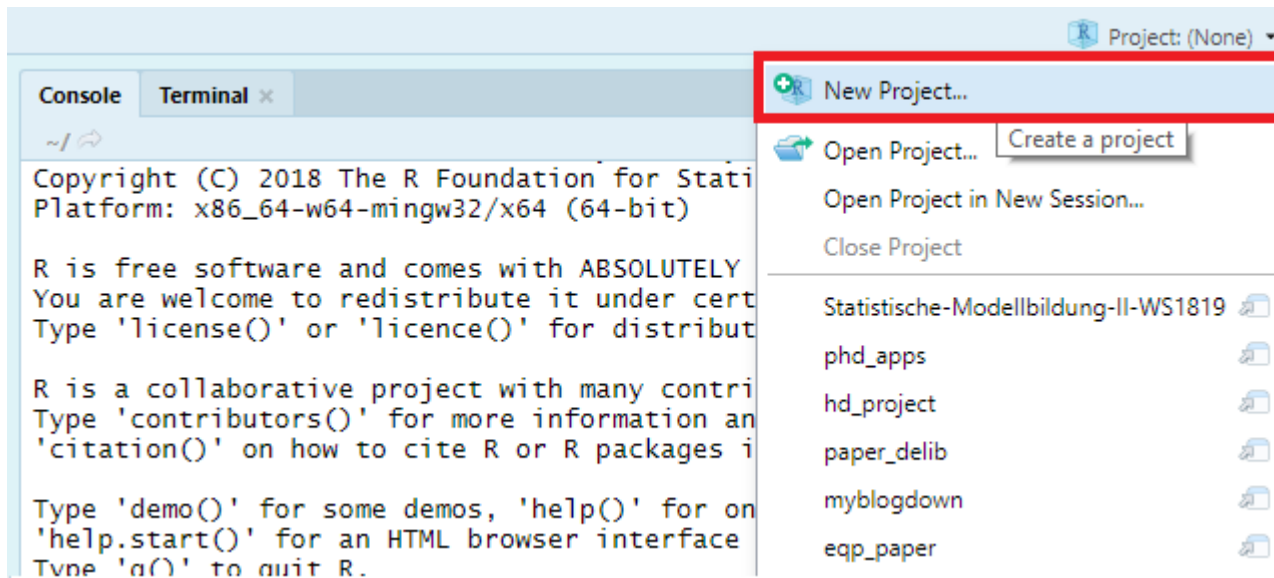 Project: (None)
Console
Terminal
~/
Copyright (C) 2018 The R Foundation for Stati
Platform: x86_64-w64-mingw32/x64 (64-bit)
R is free software and comes with ABSOLUTELY
You are welcome to redistribute it under cert
Type 'license()' or 'licence()' for distribut
R is a collaborative project with many contri
Type 'contributors()' for more information an
'citation()' on how to cite R or R packages i
Type 'demo()' for some demos, 'help()' for on
'help.start()' for an HTML browser interface
Type 'q()' to quit R.
New Project...
Open Project...
Create a project
Open Project in New Session...
Close Project
Statistische-Modellbildung-II-WS1819
phd_apps
hd_project
paper_delib
myblogdown
eqp_paper